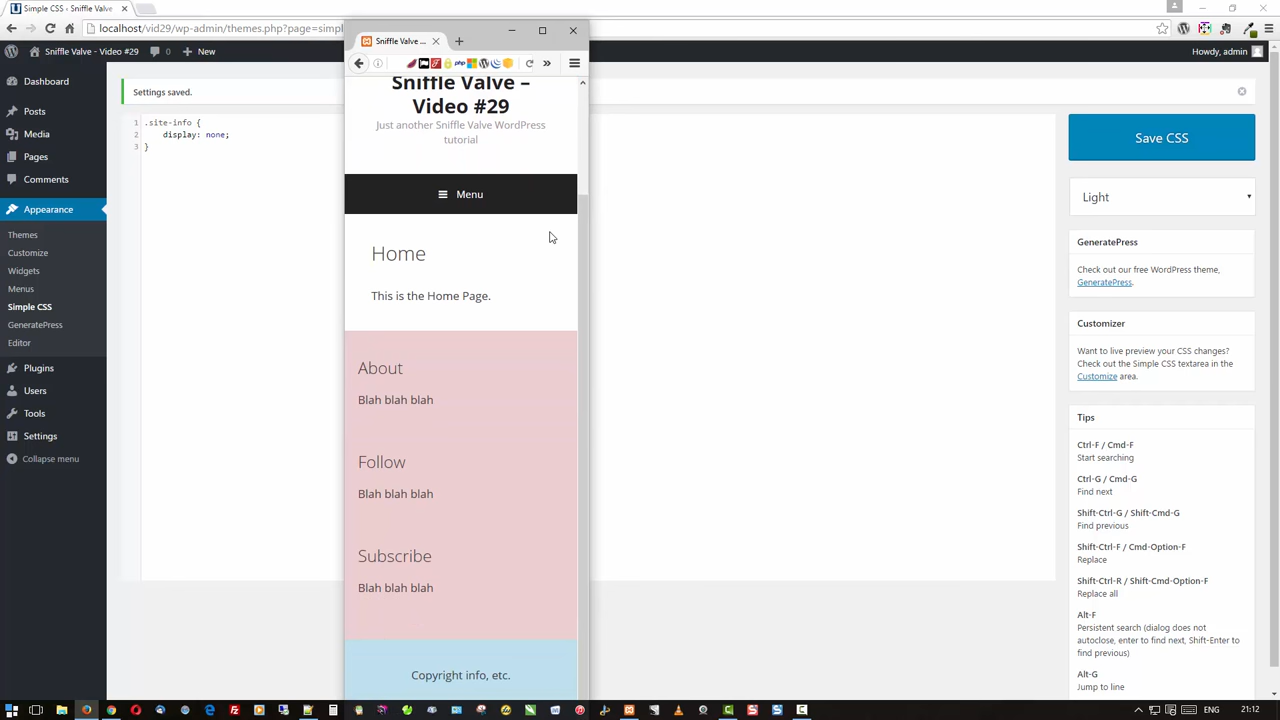 Simple CSS ‹ Sniffle Valve
localhost/vid29/wp-admin/themes.php?page=simpl
Sniffle Valve - Video #29
0
New
Howdy, admin
Dashboard
Posts
Media
Pages
Comments
Appearance
Themes
Customize
Widgets
Menus
Simple CSS
GeneratePress
Editor
Plugins
Users
Tools
Settings
Collapse menu
Settings saved.
1 .site-info {
2 display: none;
3 }
Sniffle Valve ...
php
Sniffle Valve –
Video #29
Just another Sniffle Valve WordPress
tutorial
Menu
Home
This is the Home Page.
About
Blah blah blah
Follow
Blah blah blah
Subscribe
Blah blah blah
Copyright info, etc.
Save CSS
Light
GeneratePress
Check out our free WordPress theme,
GeneratePress.
Customizer
Want to live preview your CSS changes?
Check out the Simple CSS textarea in the
Customize area.
Tips
Ctrl-F / Cmd-F
Start searching
Ctrl-G / Cmd-G
Find next
Shift-Ctrl-G / Shift-Cmd-G
Find previous
Shift-Ctrl-F / Cmd-Option-F
Replace
Shift-Ctrl-R / Shift-Cmd-Option-F
Replace all
Alt-F
Persistent search (dialog does not
autoclose, enter to find next, Shift-Enter to
find previous)
Alt-G
Jump to line
21:12